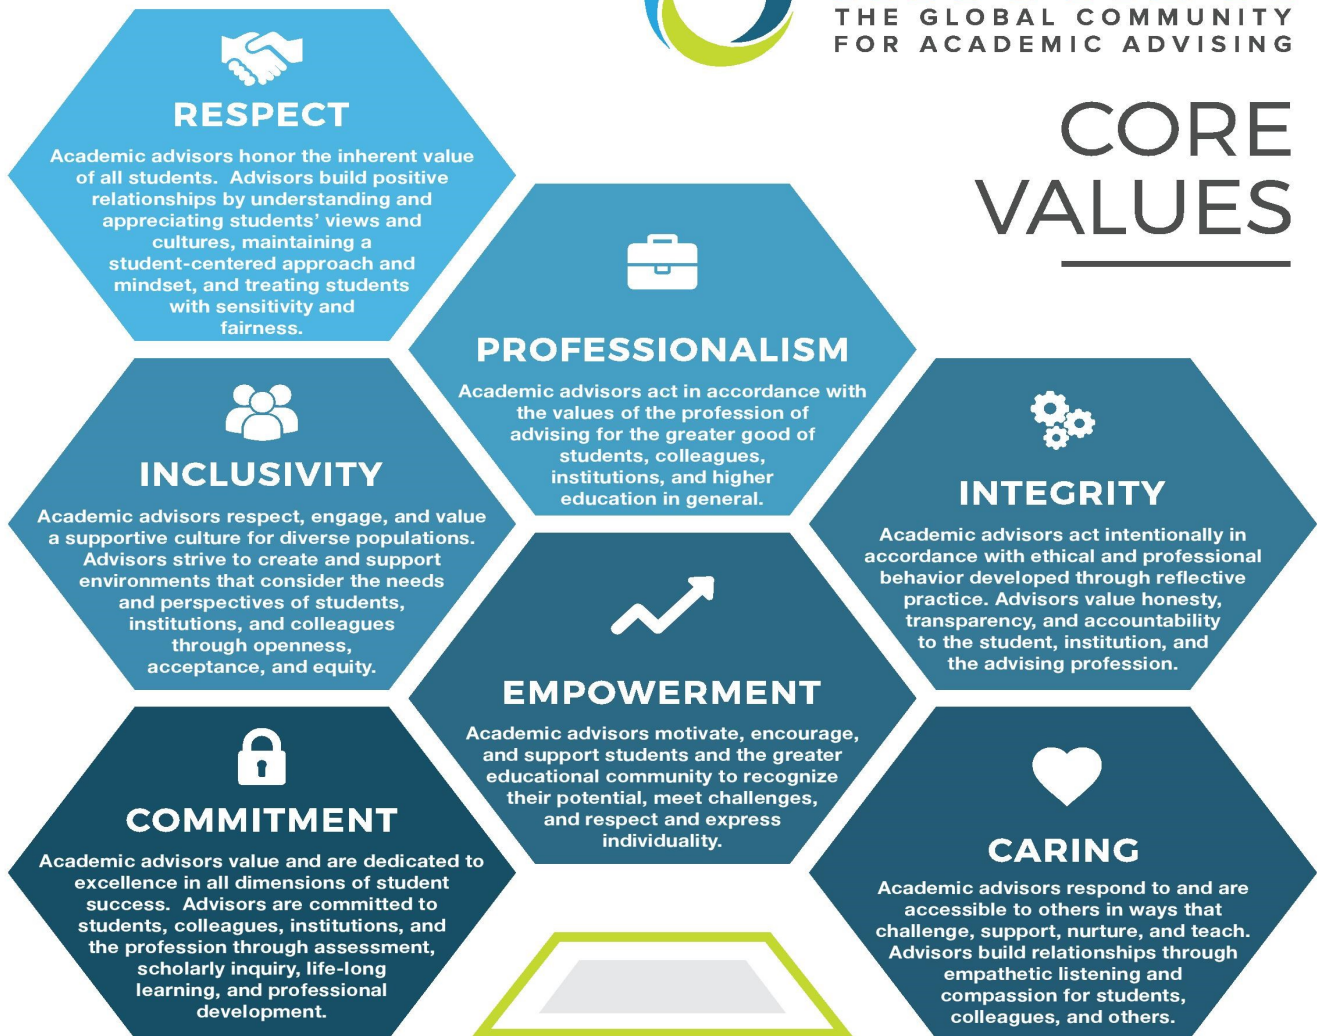 THE GLOBAL COMMUNITY
FOR ACADEMIC ADVISING
CORE
VALUES
RESPECT
Academic advisors honor the inherent value
of all students.  Advisors build positive
relationships by understanding and
appreciating students’ views and
cultures, maintaining a
student-centered approach and
mindset, and treating students
with sensitivity and
fairness.
PROFESSIONALISM
Academic advisors act in accordance with
the values of the profession of
advising for the greater good of
students, colleagues,
institutions, and higher
education in general.
INCLUSIVITY
Academic advisors respect, engage, and value
a supportive culture for diverse populations.
Advisors strive to create and support
environments that consider the needs
and perspectives of students,
institutions, and colleagues
through openness,
acceptance, and equity.
INTEGRITY
Academic advisors act intentionally in
accordance with ethical and professional
behavior developed through reflective
practice. Advisors value honesty,
transparency, and accountability
to the student, institution, and
the advising profession.
EMPOWERMENT
Academic advisors motivate, encourage,
and support students and the greater
educational community to recognize
their potential, meet challenges,
and respect and express
individuality.
COMMITMENT
Academic advisors value and are dedicated to
excellence in all dimensions of student
success.  Advisors are committed to
students, colleagues, institutions, and
the profession through assessment,
scholarly inquiry, life-long
learning, and professional
development.
CARING
Academic advisors respond to and are
accessible to others in ways that
challenge, support, nurture, and teach.
Advisors build relationships through
empathetic listening and
compassion for students,
colleagues, and others.